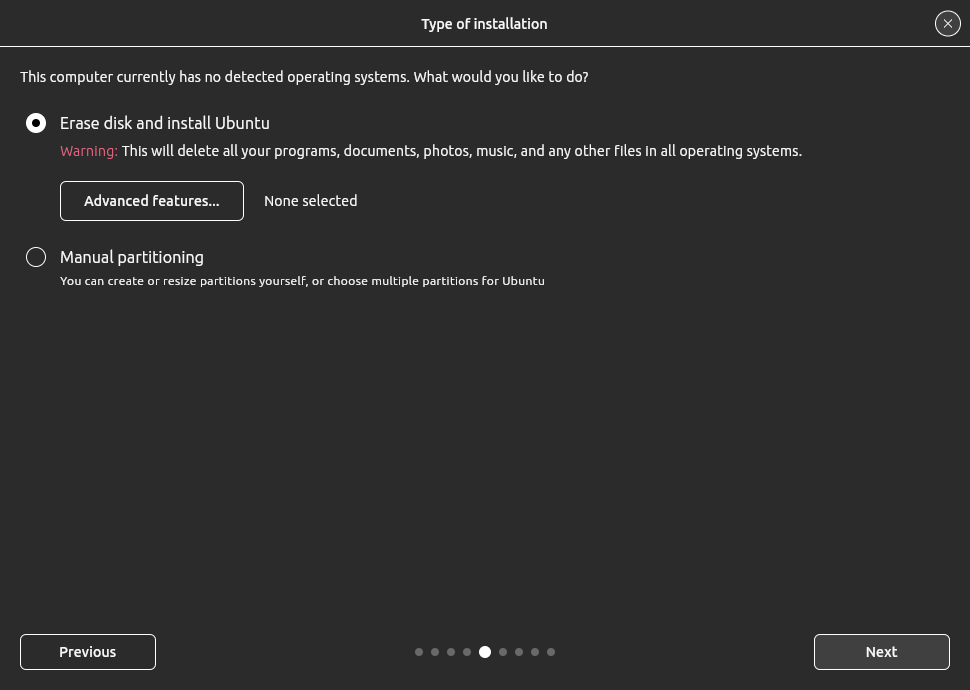 Type of installation
This computer currently has no detected operating systems. What would you like to do?
Erase disk and install Ubuntu
Warning: This will delete all your programs, documents, photos, music, and any other files in all operating systems.
Advanced features... None selected
Manual partitioning
You can create or resize partitions yourself, or choose multiple partitions for Ubuntu
Previous Next